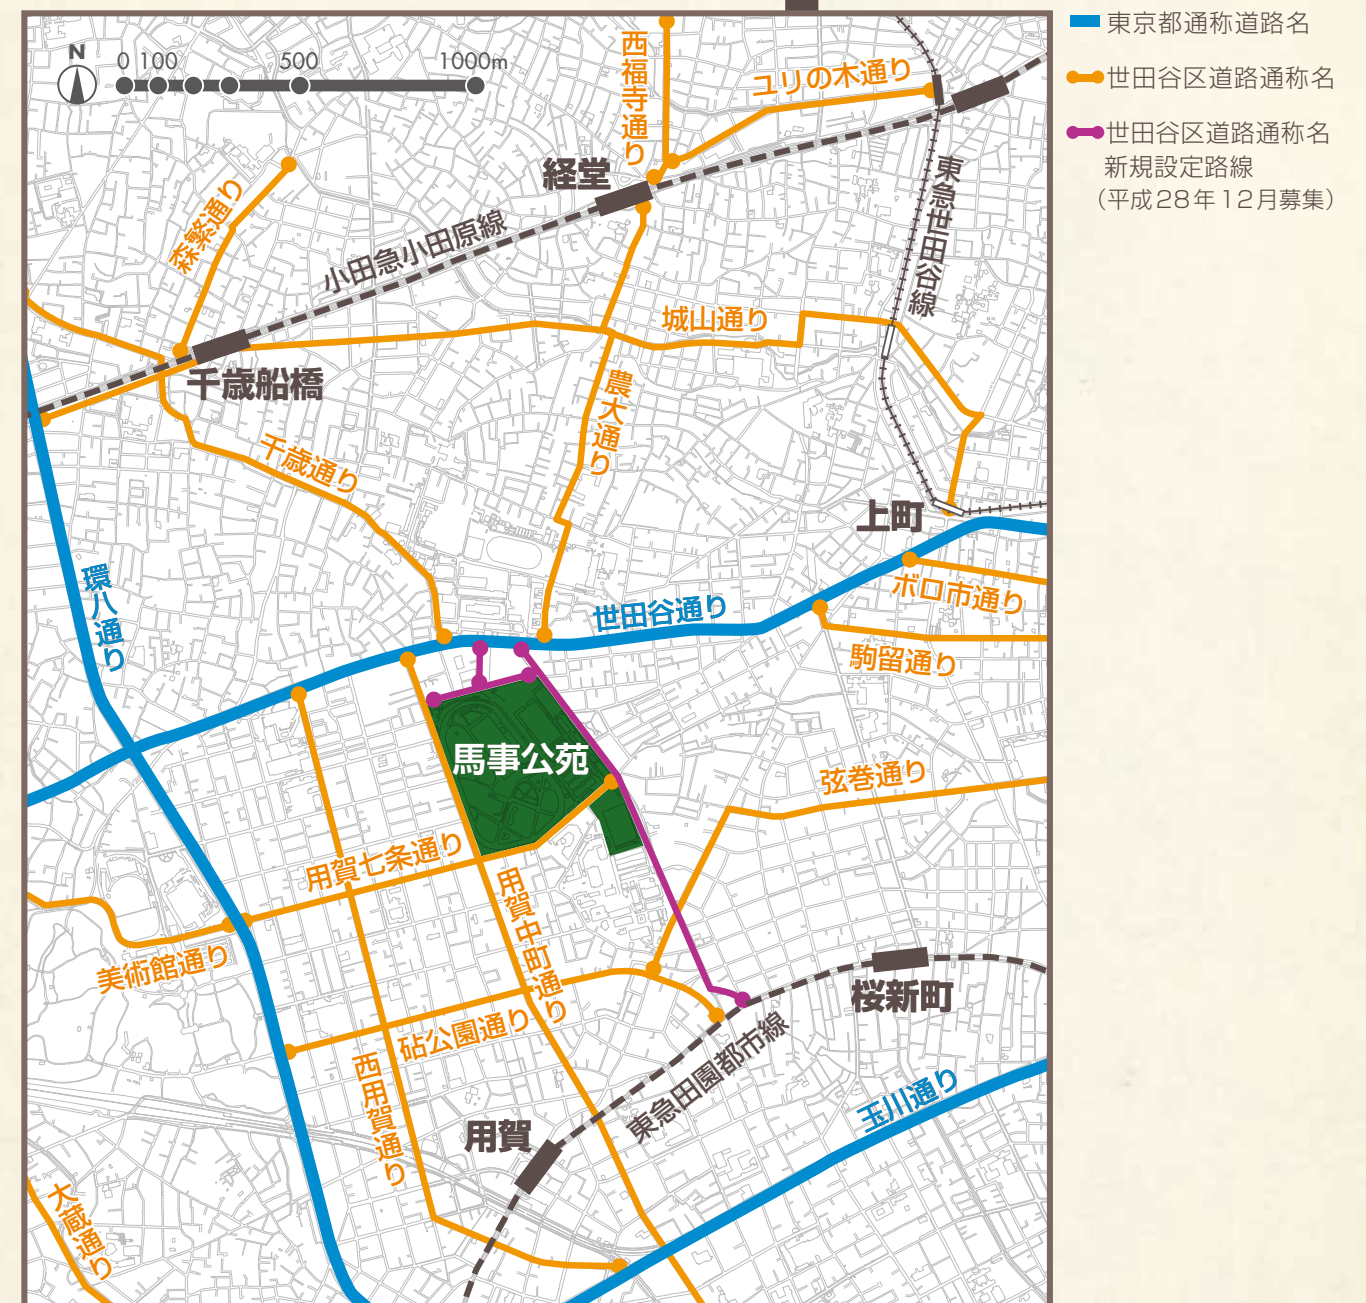 東京都通称道路名
世田谷区道路通称名
世田谷区道路通称名
新規設定路線
（平成28年12月募集）
N
0 100 500 1000m
西福寺通り
ユリの木通り
経堂
東急世田谷線
森繁通り
小田急小田原線
城山通り
千歳船橋
農大通り
千歳通り
上町
環八通り
世田谷通り
ボロ市通り
駒留通り
馬事公苑
弦巻通り
用賀七条通り
用賀中町通り
美術館通り
桜新町
砧公園通り
東急田園都市線
西用賀通り
玉川通り
用賀
大蔵通り